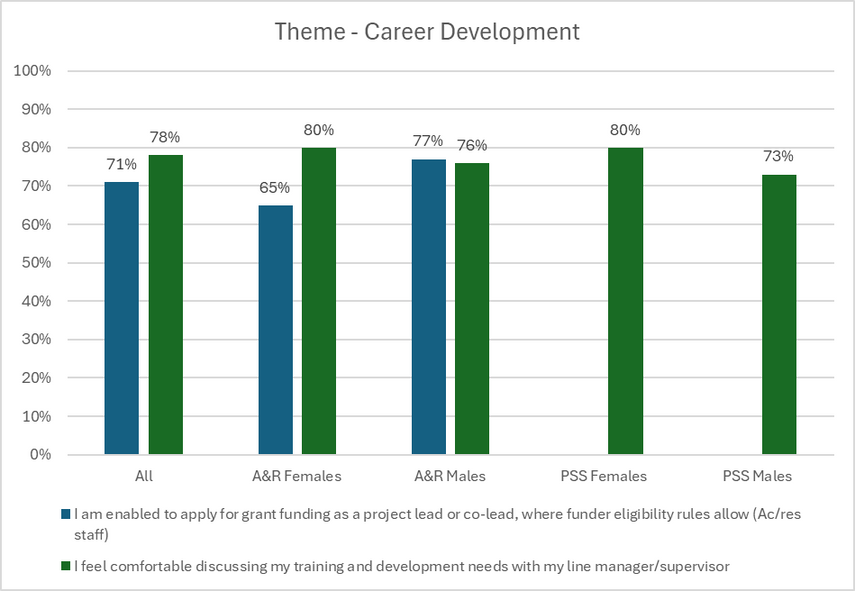 Theme - Career Development
100%
90%
80%
70%
60%
50%
40%
30%
20%
10%
0%
71%
78%
65%
80%
77%
76%
80%
73%
All
A&R Females
A&R Males
PSS Females
PSS Males
I am enabled to apply for grant funding as a project lead or co-lead, where funder eligibility rules allow (Ac/res
staff)
I feel comfortable discussing my training and development needs with my line manager/supervisor